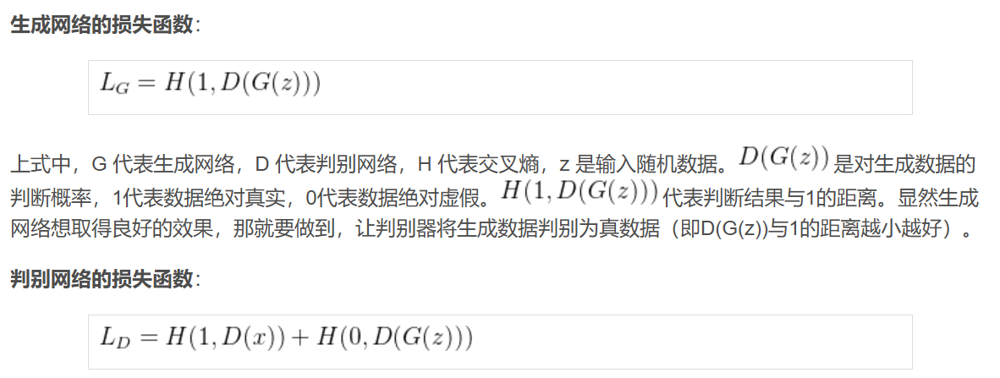 生成网络的损失函数：
L_G = H(1, D(G(z)))
上式中，G 代表生成网络，D 代表判别网络，H 代表交叉熵，z 是输入随机数据。D(G(z))是对生成数据的
判断概率，1代表数据绝对真实，0代表数据绝对虚假。H(1, D(G(z)))代表判断结果与1的距离。显然生成
网络想取得良好的效果，那就要做到，让判别器将生成数据判别为真数据（即D(G(z))与1的距离越小越好）。
判别网络的损失函数：
L_D = H(1, D(x)) + H(0, D(G(z)))